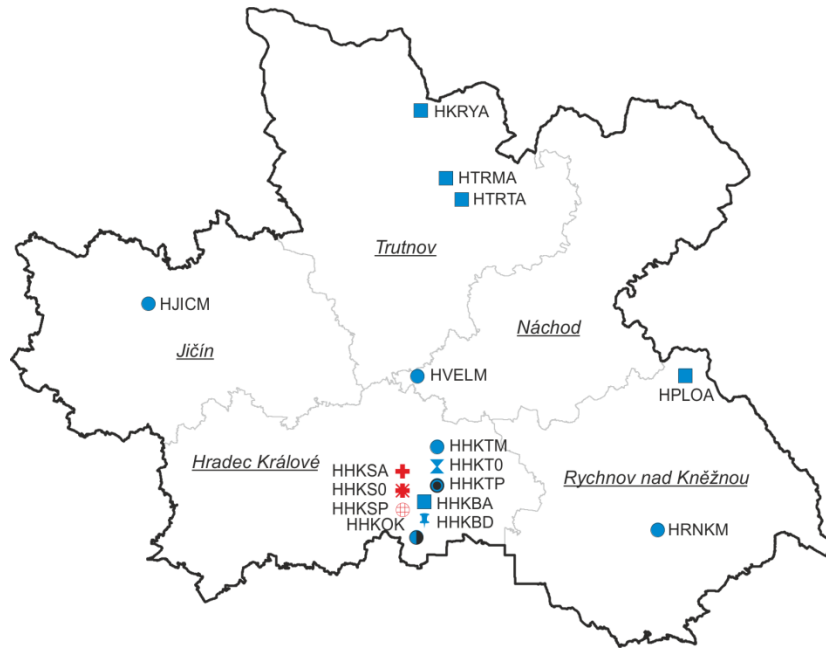 HKRYA
HTRMA
HTRTA
Trutnov
HJICM
Náchod
Jičín
HVELM
HPLOA
HHKTM
Hradec Králové
HHKSA
HHKT0
Rychnov nad Kněžnou
HHKTP
HHKS0
HHKBA
HHKSP
HHKOK
HHKBD
HRNKM